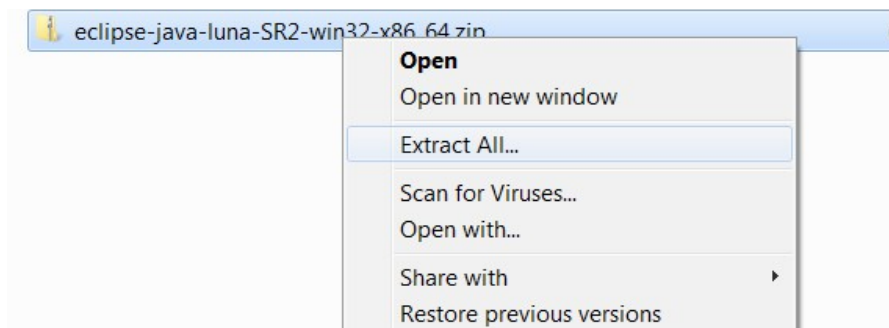 eclipse-java-luna-SR2-win32-x86_64.zip
Open
Open in new window
Extract All...
Scan for Viruses...
Open with...
Share with
Restore previous versions